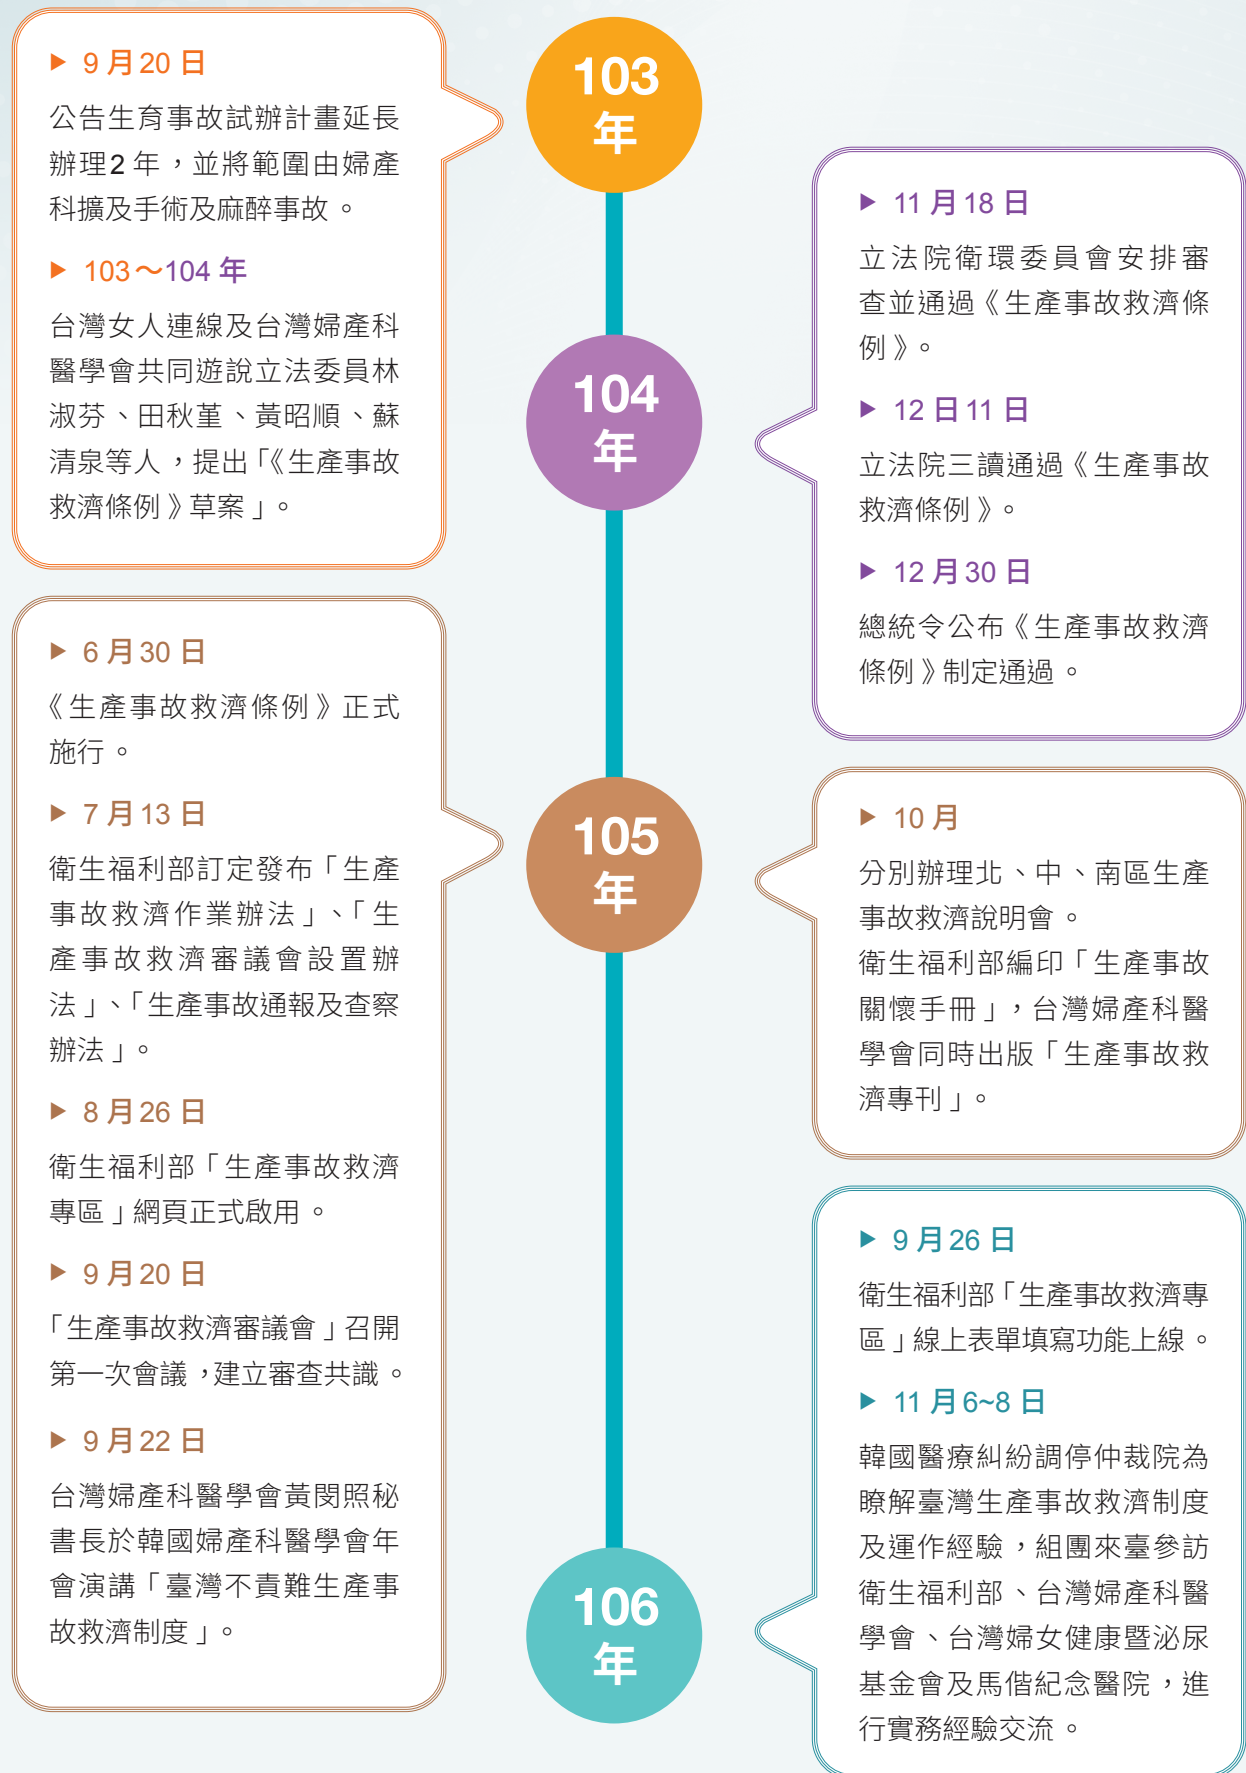 103
年
▶ 9 月20 日
公告生育事故試辦計畫延長
辦理2 年，並將範圍由婦產
科擴及手術及麻醉事故。
▶ 103～104 年
台灣女人連線及台灣婦產科
醫學會共同遊說立法委員林
淑芬、田秋堇、黃昭順、蘇
清泉等人，提出「《生產事故
救濟條例》草案」。
104
年
▶ 11 月18 日
立法院衛環委員會安排審
查並通過《生產事故救濟條
例》。
▶ 12 日11 日
立法院三讀通過《生產事故
救濟條例》。
▶ 12 月30 日
總統令公布《生產事故救濟
條例》制定通過。
105
年
▶ 6 月30 日
《生產事故救濟條例》正式
施行。
▶ 7 月13 日
衛生福利部訂定發布「生產
事故救濟作業辦法」、「生
產事故救濟審議會設置辦
法」、「生產事故通報及查察
辦法」。
▶ 8 月26 日
衛生福利部「生產事故救濟
專區」網頁正式啟用。
▶ 9 月20 日
「生產事故救濟審議會」召開
第一次會議，建立審查共識。
▶ 9 月22 日
台灣婦產科醫學會黃閔照秘
書長於韓國婦產科醫學會年
會演講「臺灣不責難生產事
故救濟制度」。
▶ 10 月
分別辦理北、中、南區生產
事故救濟說明會。
衛生福利部編印「生產事故
關懷手冊」，台灣婦產科醫
學會同時出版「生產事故救
濟專刊」。
106
年
▶ 9 月26 日
衛生福利部「生產事故救濟專
區」線上表單填寫功能上線。
▶ 11 月6~8 日
韓國醫療糾紛調停仲裁院為
瞭解臺灣生產事故救濟制度
及運作經驗，組團來臺參訪
衛生福利部、台灣婦產科醫
學會、台灣婦女健康暨泌尿
基金會及馬偕紀念醫院，進
行實務經驗交流。